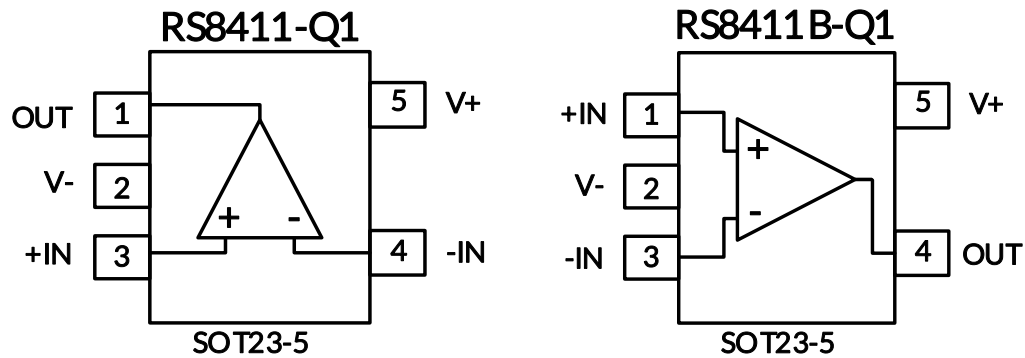 RS8411-Q1
OUT 1
V- 2
+IN 3
5 V+
4 -IN
+ -
SOT23-5
RS8411B-Q1
+IN 1
V- 2
-IN 3
5 V+
4 OUT
+
-
SOT23-5